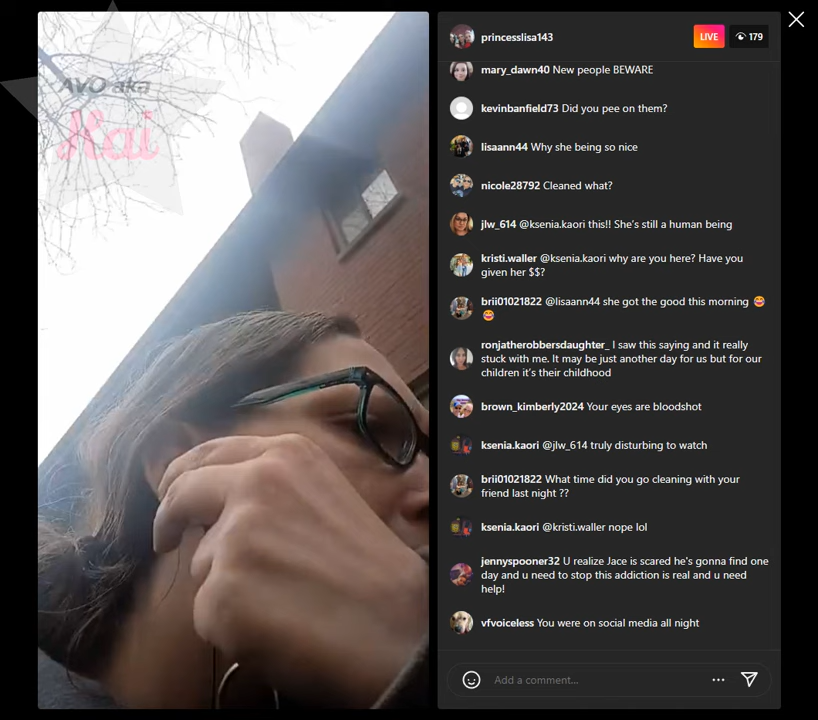 AVO aka
Hai
princesslisa143
LIVE
179
mary_dawn40 New people BEWARE
kevinbanfield73 Did you pee on them?
lisaann44 Why she being so nice
nicole28792 Cleaned what?
jlw_614 @ksenia.kaori this!! She's still a human being
kristi.waller @ksenia.kaori why are you here? Have you
given her $$?
brii01021822 @lisaann44 she got the good this morning 😂
😂
ronjatherobbersdaughter_ I saw this saying and it really
stuck with me. It may be just another day for us but for our
children it's their childhood
brown_kimberly2024 Your eyes are bloodshot
ksenia.kaori @jlw_614 truly disturbing to watch
brii01021822 What time did you go cleaning with your
friend last night ??
ksenia.kaori @kristi.waller nope lol
jennyspooner32 U realize Jace is scared he's gonna find one
day and u need to stop this addiction is real and u need
help!
vfvoiceless You were on social media all night
Add a comment...